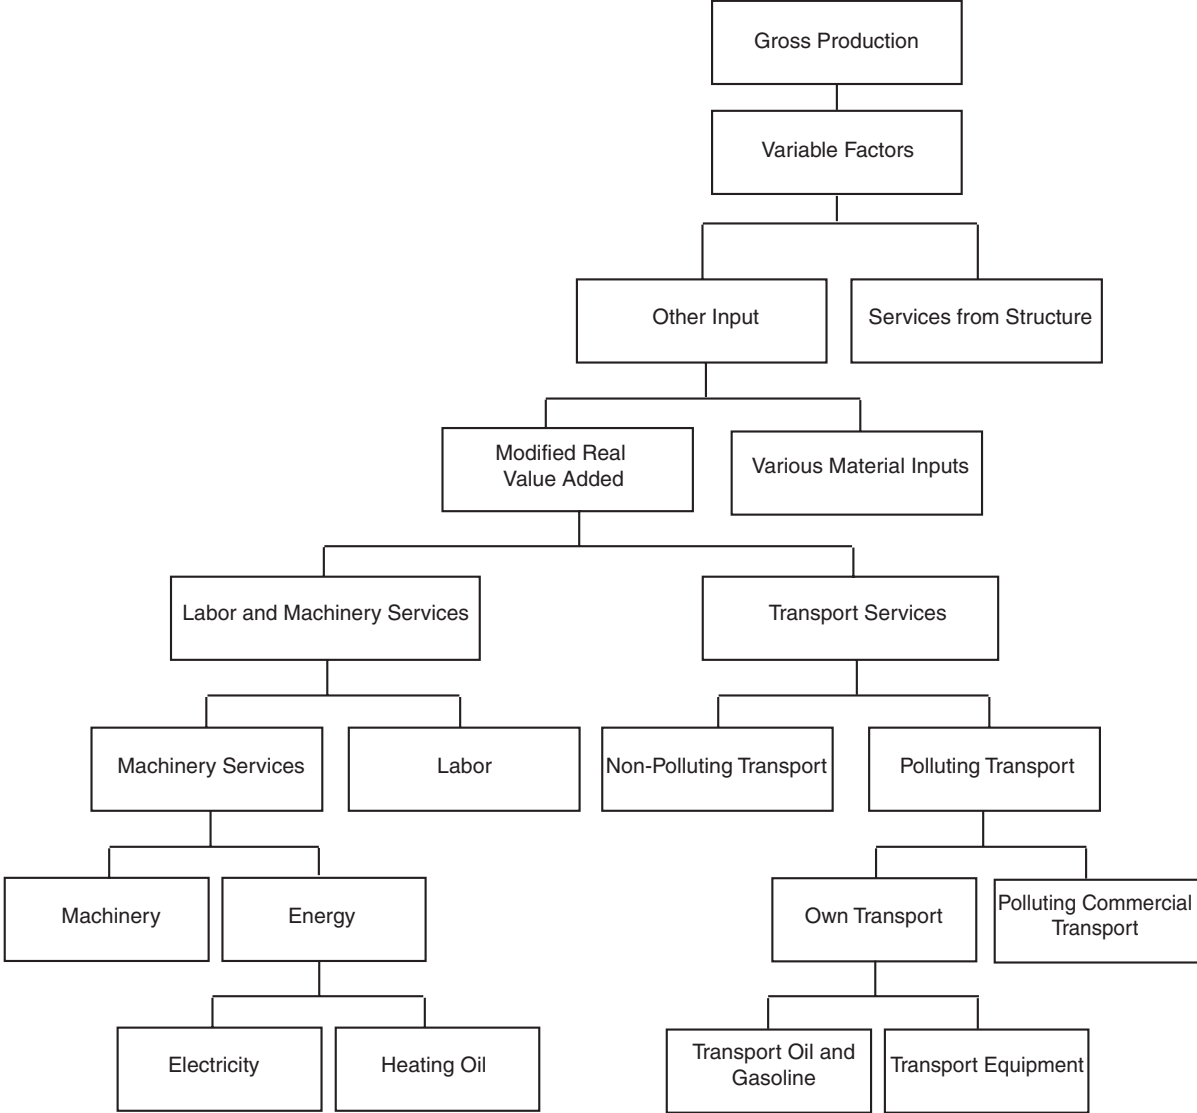 Gross Production
Variable Factors
Other Input
Services from Structure
Modified Real
Value Added
Various Material Inputs
Labor and Machinery Services
Transport Services
Machinery Services
Labor
Non-Polluting Transport
Polluting Transport
Machinery
Energy
Own Transport
Polluting Commercial
Transport
Electricity
Heating Oil
Transport Oil and
Gasoline
Transport Equipment